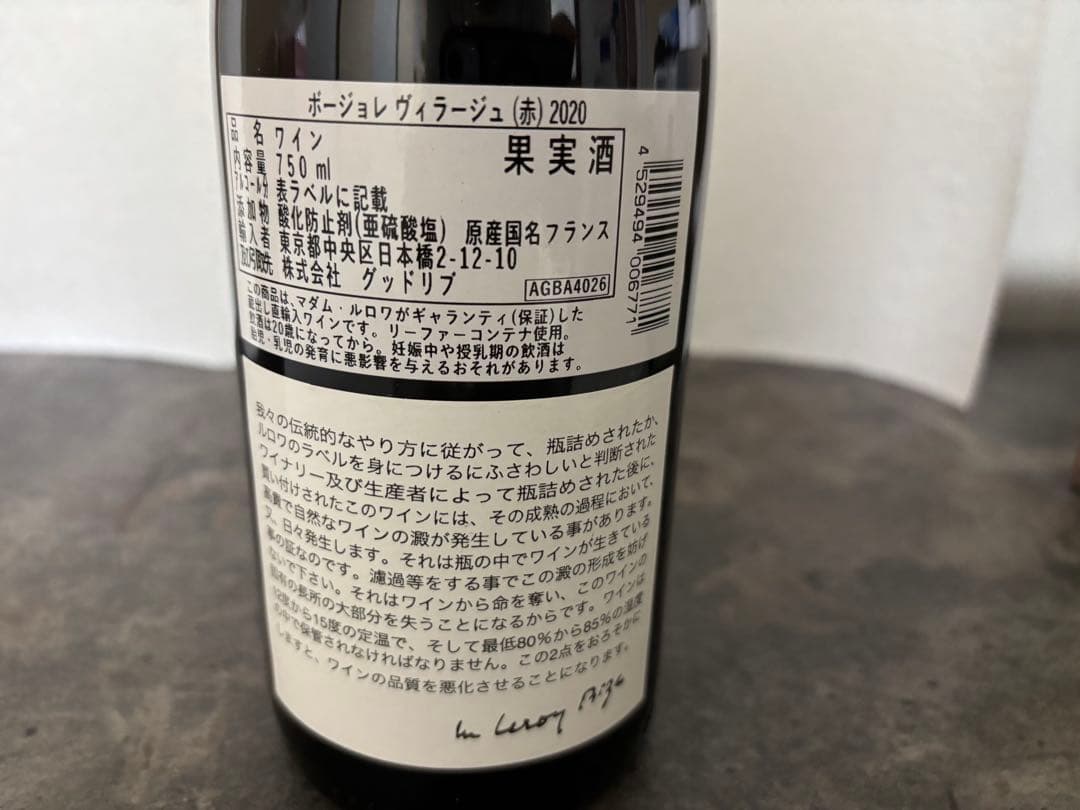 ボージョレ ヴィラージュ (赤) 2020
品名 ワイン
果実酒
内容量 750 ml
アルコール分 表ラベルに記載
添加物 酸化防止剤(亜硫酸塩) 原産国名フランス
輸入者 東京都中央区日本橋2-12-10
及び引取先 株式会社 グッドリブ
AGBA4026
4 529494 006771
この商品は、マダム・ルロワがギャランティ(保証)した
蔵出し直輸入ワインです。リーファーコンテナ使用。
飲酒は20歳になってから。妊娠中や授乳期の飲酒は
胎児・乳児の発育に悪影響を与えるおそれがあります。
我々の伝統的なやり方に従がって、瓶詰めされたか、
ルロワのラベルを身につけるにふさわしいと判断された
ワイナリー及び生産者によって瓶詰めされた後に、
買い付けされたこのワインには、その成熟の過程において、
高貴で自然なワインの澱が発生している事があります。
又、日々発生します。それは瓶の中でワインが生きている
事の証なのです。濾過等をする事でこの澱の形成を妨げ
ないで下さい。それはワインから命を奪い、このワインの
固有の長所の大部分を失うことになるからです。ワインは
12度から15度の定温で、そして最低80%から85%の湿度
の中で保管されなければなりません。この2点をおろそかに
しますと、ワインの品質を悪化させることになります。
Leroy Bize